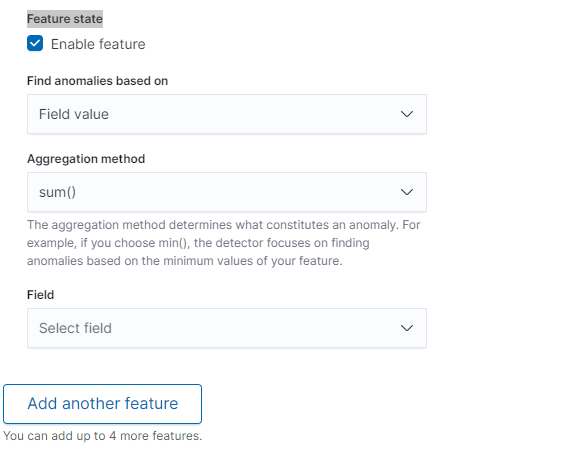 Feature state
Enable feature
Find anomalies based on
Field value
Aggregation method
sum()
The aggregation method determines what constitutes an anomaly. For
example, if you choose min(), the detector focuses on finding
anomalies based on the minimum values of your feature.
Field
Select field
Add another feature
You can add up to 4 more features.